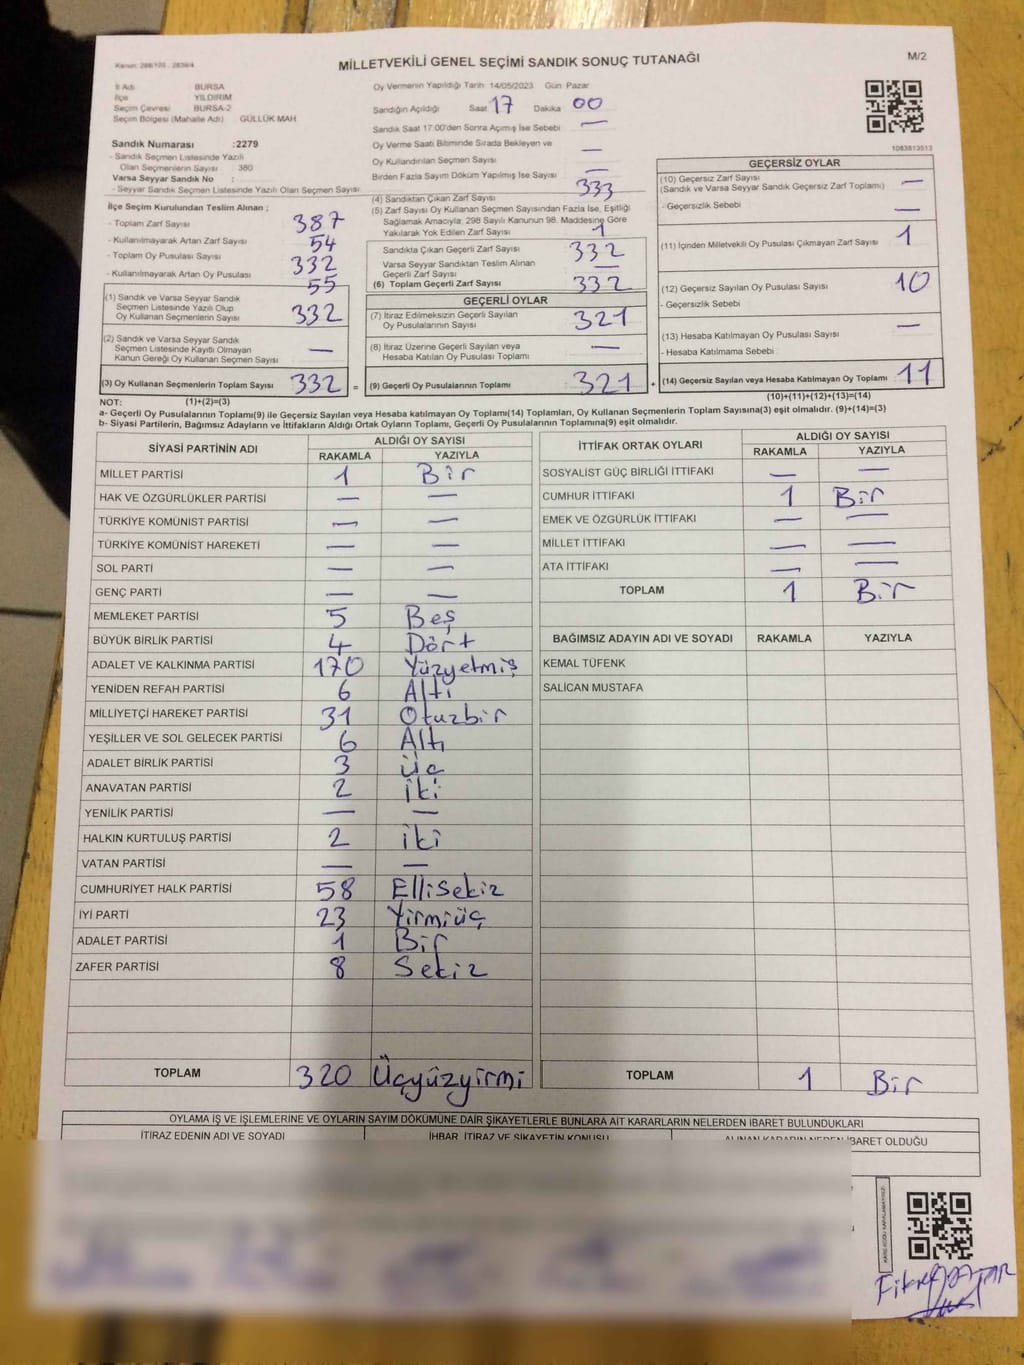 MİLLETVEKİLİ GENEL SEÇİMİ SANDIK SONUÇ TUTANAĞI
M/2
İl Adı BURSA
İlçe YILDIRIM
Seçim Çevresi BURSA-2
Seçim Bölgesi (Mahalle Adı) GÜLLÜK MAH
Oy Vermenin Yapıldığı Tarih 14/05/2023 Gün Pazar
Sandığın Açıldığı Saat 17 Dakika 00
Sandık Saat 17:00'den Sonra Açımış İse Sebebi —
Oy Verme Saati Bitiminde Sırada Bekleyen ve
Oy Kullandırılan Seçmen Sayısı —
Birden Fazla Sayım Döküm Yapılmış İse Sayısı —
Sandık Numarası :2279
- Sandık Seçmen Listesinde Yazılı
Olan Seçmenlerin Sayısı : 380
Varsa Seyyar Sandık No :
- Seyyar Sandık Seçmen Listesinde Yazılı Olan Seçmen Sayısı
İlçe Seçim Kurulundan Teslim Alınan ;
- Toplam Zarf Sayısı 387
- Kullanılmayarak Artan Zarf Sayısı 54
- Toplam Oy Pusulası Sayısı 332
- Kullanılmayarak Artan Oy Pusulası 55
(1) Sandık ve Varsa Seyyar Sandık
Seçmen Listesinde Yazılı Olup
Oy Kullanan Seçmenlerin Sayısı 332
(2) Sandık ve Varsa Seyyar Sandık
Seçmen Listesinde Kayıtlı Olmayan
Kanun Gereği Oy Kullanan Seçmen Sayısı —
(3) Oy Kullanan Seçmenlerin Toplam Sayısı 332 =
(4) Sandıktan Çıkan Zarf Sayısı 333
(5) Zarf Sayısı Oy Kullanan Seçmen Sayısından Fazla İse, Eşitliği
Sağlamak Amacıyla, 298 Sayılı Kanunun 98. Maddesine Göre
Yakılarak Yok Edilen Zarf Sayısı 1
Sandıkta Çıkan Geçerli Zarf Sayısı 332
Varsa Seyyar Sandıktan Teslim Alınan
Geçerli Zarf Sayısı —
(6) Toplam Geçerli Zarf Sayısı 332
GEÇERLİ OYLAR
(7) İtiraz Edilmeksizin Geçerli Sayılan
Oy Pusulalarının Sayısı 321
(8) İtiraz Üzerine Geçerli Sayılan veya
Hesaba Katılan Oy Pusulası Toplamı —
(9) Geçerli Oy Pusulalarının Toplamı 321 +
1083813513
GEÇERSİZ OYLAR
(10) Geçersiz Zarf Sayısı —
(Sandık ve Varsa Seyyar Sandık Geçersiz Zarf Toplamı)
- Geçersizlik Sebebi —
(11) İçinden Milletvekili Oy Pusulası Çıkmayan Zarf Sayısı 1
(12) Geçersiz Sayılan Oy Pusulası Sayısı 10
- Geçersizlik Sebebi
(13) Hesaba Katılmayan Oy Pusulası Sayısı —
- Hesaba Katılmama Sebebi
(14) Geçersiz Sayılan veya Hesaba Katılmayan Oy Toplamı 11
NOT: (1)+(2)=(3) (10)+(11)+(12)+(13)=(14)
a- Geçerli Oy Pusulalarının Toplamı(9) ile Geçersiz Sayılan veya Hesaba katılmayan Oy Toplamı(14) Toplamları, Oy Kullanan Seçmenlerin Toplam Sayısına(3) eşit olmalıdır. (9)+(14)=(3)
b- Siyasi Partilerin, Bağımsız Adayların ve İttifakların Aldığı Ortak Oyların Toplamı, Geçerli Oy Pusulalarının Toplamına(9) eşit olmalıdır.
SİYASİ PARTİNİN ADI ALDIĞI OY SAYISI
RAKAMLA YAZIYLA
MİLLET PARTİSİ 1 Bir
HAK VE ÖZGÜRLÜKLER PARTİSİ — —
TÜRKİYE KOMÜNİST PARTİSİ — —
TÜRKİYE KOMÜNİST HAREKETİ — —
SOL PARTİ — —
GENÇ PARTİ — —
MEMLEKET PARTİSİ 5 Beş
BÜYÜK BİRLİK PARTİSİ 4 Dört
ADALET VE KALKINMA PARTİSİ 170 Yüzyetmiş
YENİDEN REFAH PARTİSİ 6 Altı
MİLLİYETÇİ HAREKET PARTİSİ 31 Otuzbir
YEŞİLLER VE SOL GELECEK PARTİSİ 6 Altı
ADALET BİRLİK PARTİSİ 3 üç
ANAVATAN PARTİSİ 2 İki
YENİLİK PARTİSİ — —
HALKIN KURTULUŞ PARTİSİ 2 iki
VATAN PARTİSİ — —
CUMHURİYET HALK PARTİSİ 58 Ellisekiz
İYİ PARTİ 23 Yirmiüç
ADALET PARTİSİ 1 Bir
ZAFER PARTİSİ 8 Sekiz
TOPLAM 320 Üçyüzyirmi
İTTİFAK ORTAK OYLARI ALDIĞI OY SAYISI
RAKAMLA YAZIYLA
SOSYALİST GÜÇ BİRLİĞİ İTTİFAKI — —
CUMHUR İTTİFAKI 1 Bir
EMEK VE ÖZGÜRLÜK İTTİFAKI — —
MİLLET İTTİFAKI — —
ATA İTTİFAKI — —
TOPLAM 1 Bir
BAĞIMSIZ ADAYIN ADI VE SOYADI RAKAMLA YAZIYLA
KEMAL TÜFENK
SALİCAN MUSTAFA
TOPLAM 1 Bir
OYLAMA İŞ VE İŞLEMLERİNE VE OYLARIN SAYIM DÖKÜMÜNE DAİR ŞİKAYETLERLE BUNLARA AİT KARARLARIN NELERDEN İBARET BULUNDUKLARI
İTİRAZ EDENİN ADI VE SOYADI İHBAR, İTİRAZ VE ŞİKAYETİN KONUSU ALINAN KARARIN NEDEN İBARET OLDUĞU